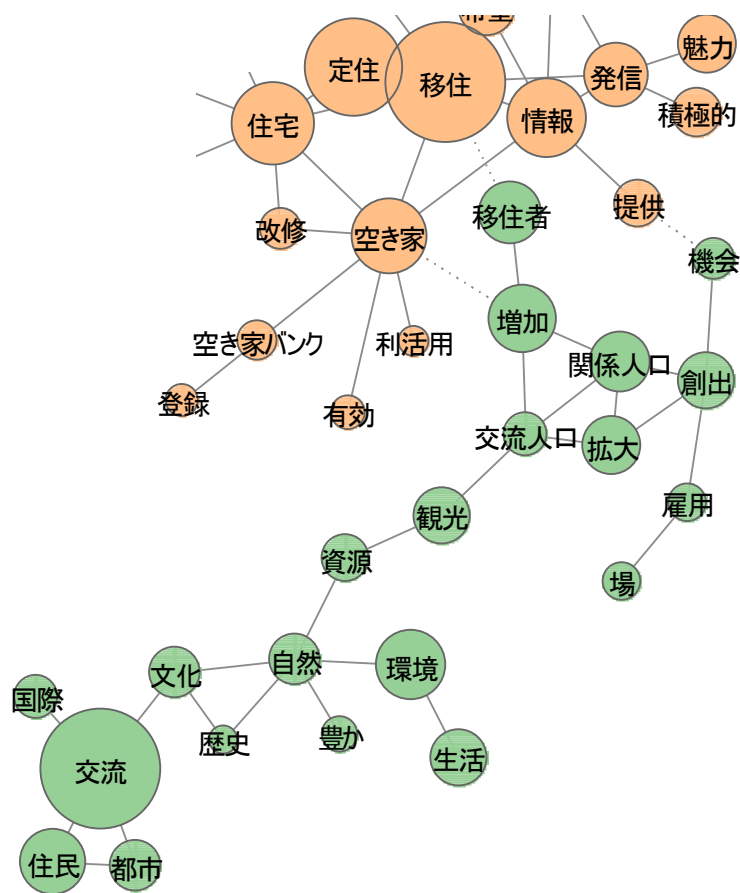 希望
魅力
定住
発信
移住
積極的
住宅
情報
提供
移住者
改修
空き家
機会
増加
空き家バンク
利活用
関係人口
創出
登録
有効
交流人口
拡大
雇用
観光
資源
場
文化
自然
環境
国際
歴史
豊か
生活
交流
住民
都市